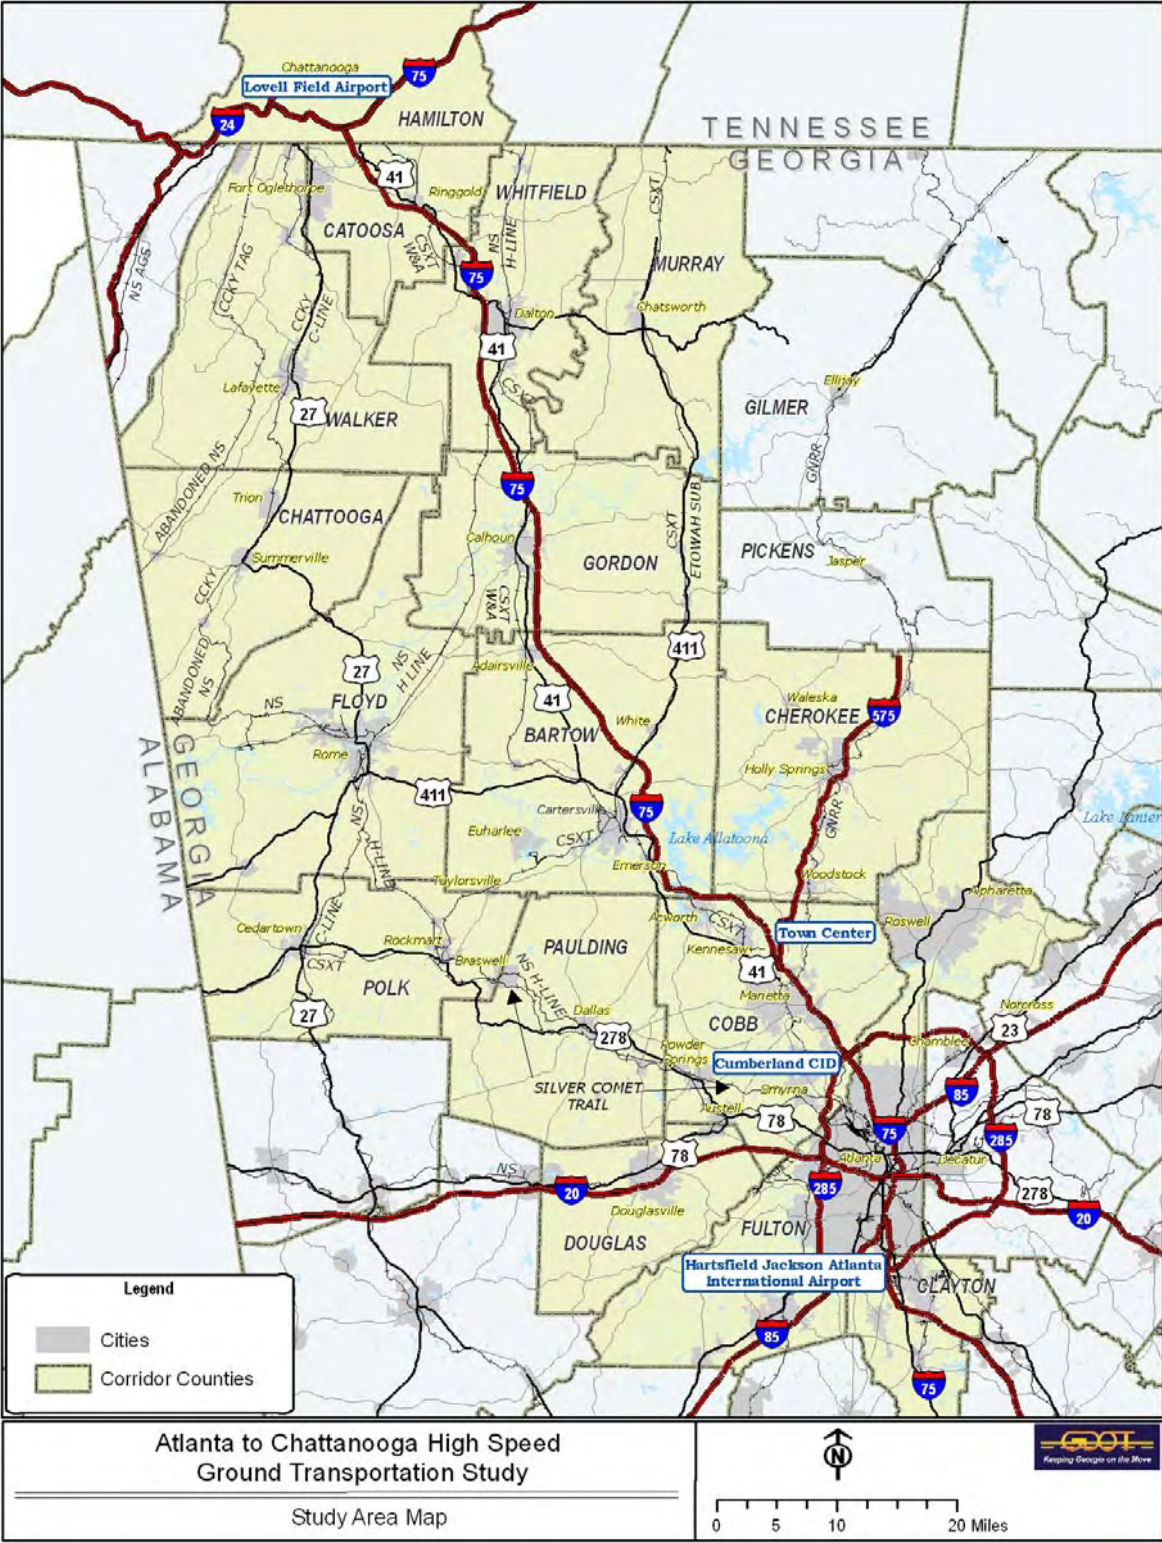 Chattanooga
Lovell Field Airport
75
24
HAMILTON
TENNESSEE
GEORGIA
41
Fort Oglethorpe
Ringgold
WHITFIELD
CSXT
CATOOSA
CSXT
W&A
NS
H-LINE
NS AGS
CCKY TAG
CCKY
C-LINE
75
MURRAY
Dalton
Chatsworth
41
CSXT
Lafayette
27
WALKER
Ellijay
GILMER
GNRR
ABANDONED NS
75
Trion
CHATTOOGA
Calhoun
GORDON
CSXT
ETOWAH SUB
PICKENS
Jasper
Summerville
CCKY
CSXT
W&A
ABANDONED
NS
NS
H LINE
Adairsville
411
27
FLOYD
NS
41
BARTOW
White
Waleska
CHEROKEE
575
Rome
Holly Springs
411
Cartersville
75
GNRR
Lake Allatoona
Lake Lanier
ALABAMA
GEORGIA
NS
H-LINE
Euharlee
CSXT
Emerson
Taylorsville
Woodstock
Alpharetta
Cedartown
C-LINE
CSXT
Rockmart
Braswell
PAULDING
Acworth
CSXT
Kennesaw
Town Center
Roswell
POLK
NS H-LINE
41
Marietta
27
Dallas
278
COBB
Norcross
23
Chamblee
Powder
Springs
Cumberland CID
SILVER COMET
TRAIL
Smyrna
Austell
78
85
78
75
285
NS
78
Atlanta
Decatur
20
285
278
20
Douglasville
DOUGLAS
FULTON
Hartsfield Jackson Atlanta
International Airport
CLAYTON
85
75
Legend
Cities
Corridor Counties
Atlanta to Chattanooga High Speed
Ground Transportation Study
Study Area Map
N
0 5 10 20 Miles
GDOT
Keeping Georgia on the Move